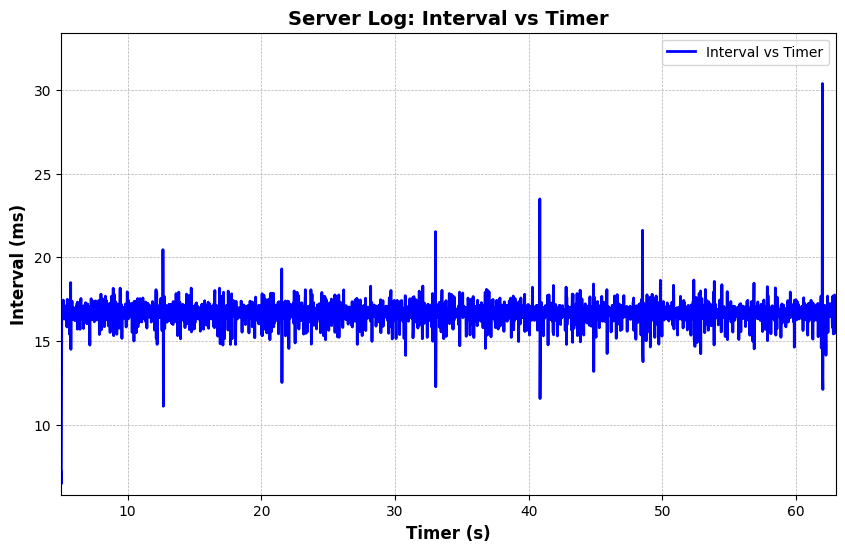 Server Log: Interval vs Timer
Interval vs Timer
Interval (ms)
30
25
20
15
10
10 20 30 40 50 60
Timer (s)